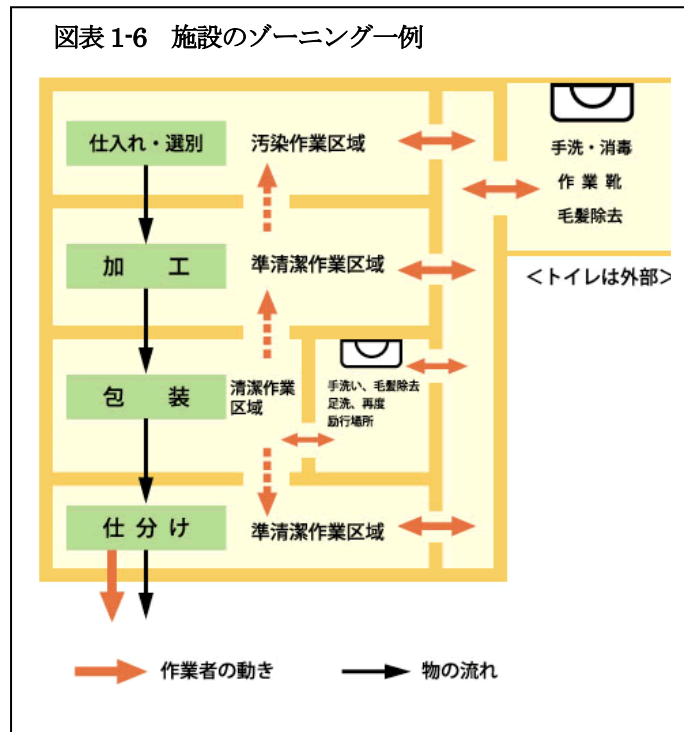 図表 1-6 施設のゾーニング一例
仕入れ・選別
汚染作業区域
手洗・消毒
作業靴
毛髪除去
加 工
準清潔作業区域
<トイレは外部>
包 装
清潔作業
区域
手洗い、毛髪除去
足洗、再度
励行場所
仕分け
準清潔作業区域
作業者の動き
物の流れ